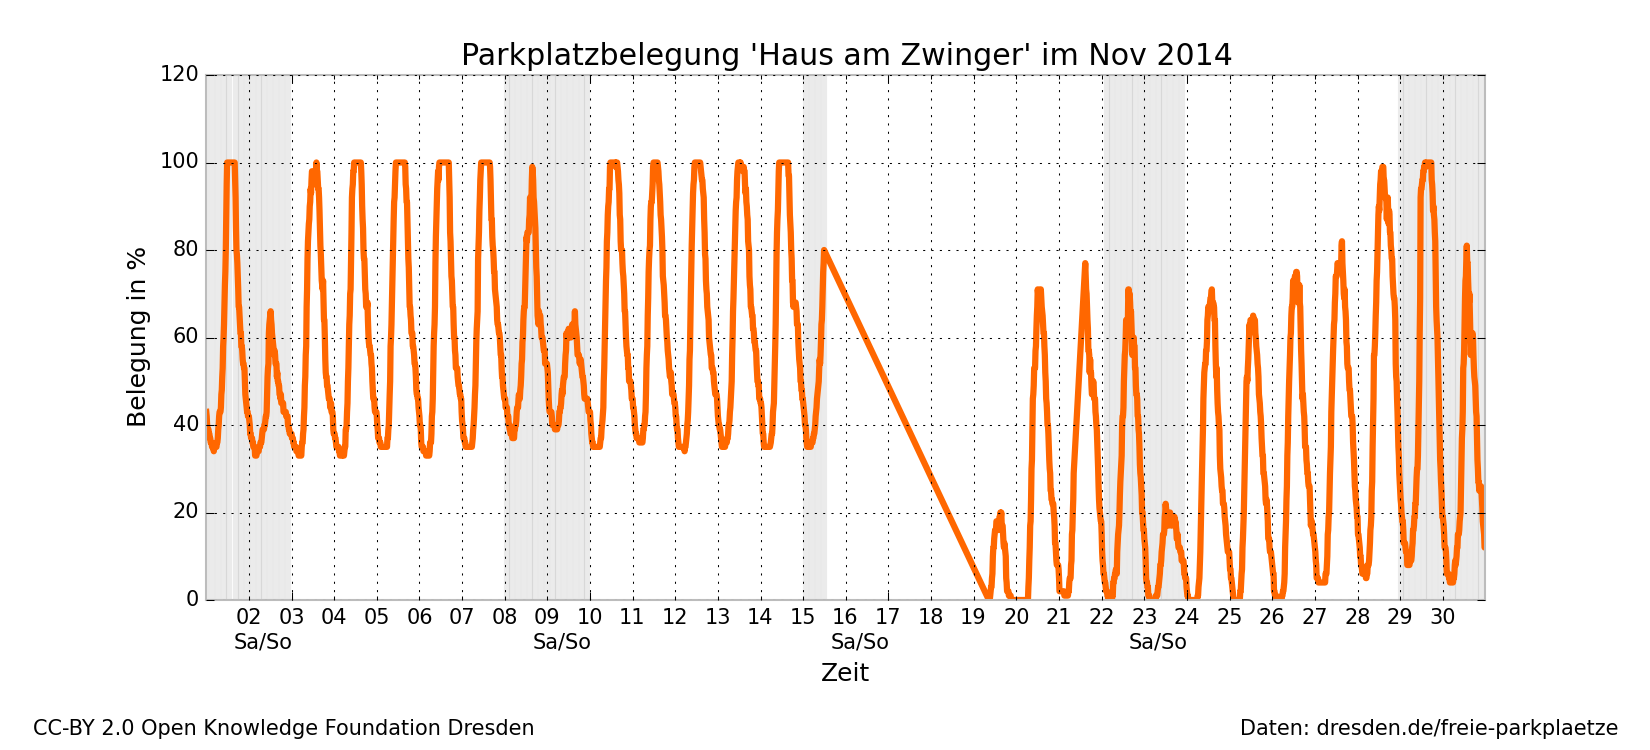 Parkplatzbelegung 'Haus am Zwinger' im Nov 2014
120
100
80
60
40
20
0
Belegung in %
02 03 04 05 06 07 08 09 10 11 12 13 14 15 16 17 18 19 20 21 22 23 24 25 26 27 28 29 30
Sa/So Sa/So Sa/So Sa/So
Zeit
CC-BY 2.0 Open Knowledge Foundation Dresden
Daten: dresden.de/freie-parkplaetze